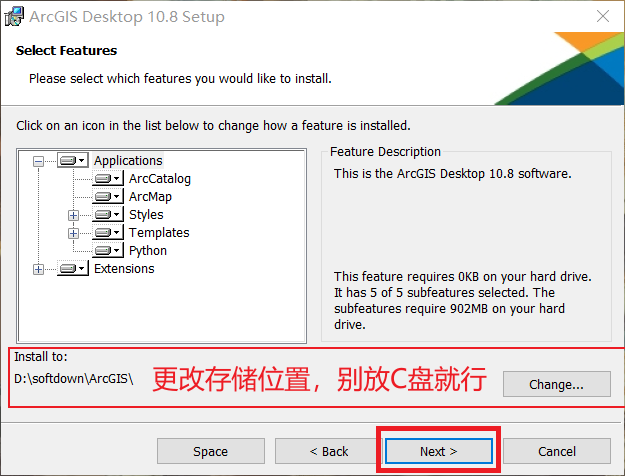 ArcGIS Desktop 10.8 Setup
Select Features
Please select which features you would like to install.
Click on an icon in the list below to change how a feature is installed.
Applications
ArcCatalog
ArcMap
Styles
Templates
Python
Extensions
Feature Description
This is the ArcGIS Desktop 10.8 software.
This feature requires 0KB on your hard drive.
It has 5 of 5 subfeatures selected. The
subfeatures require 902MB on your hard
drive.
Install to:
D:\softdown\ArcGIS\
更改存储位置，别放C盘就行
Change...
Space
< Back
Next >
Cancel